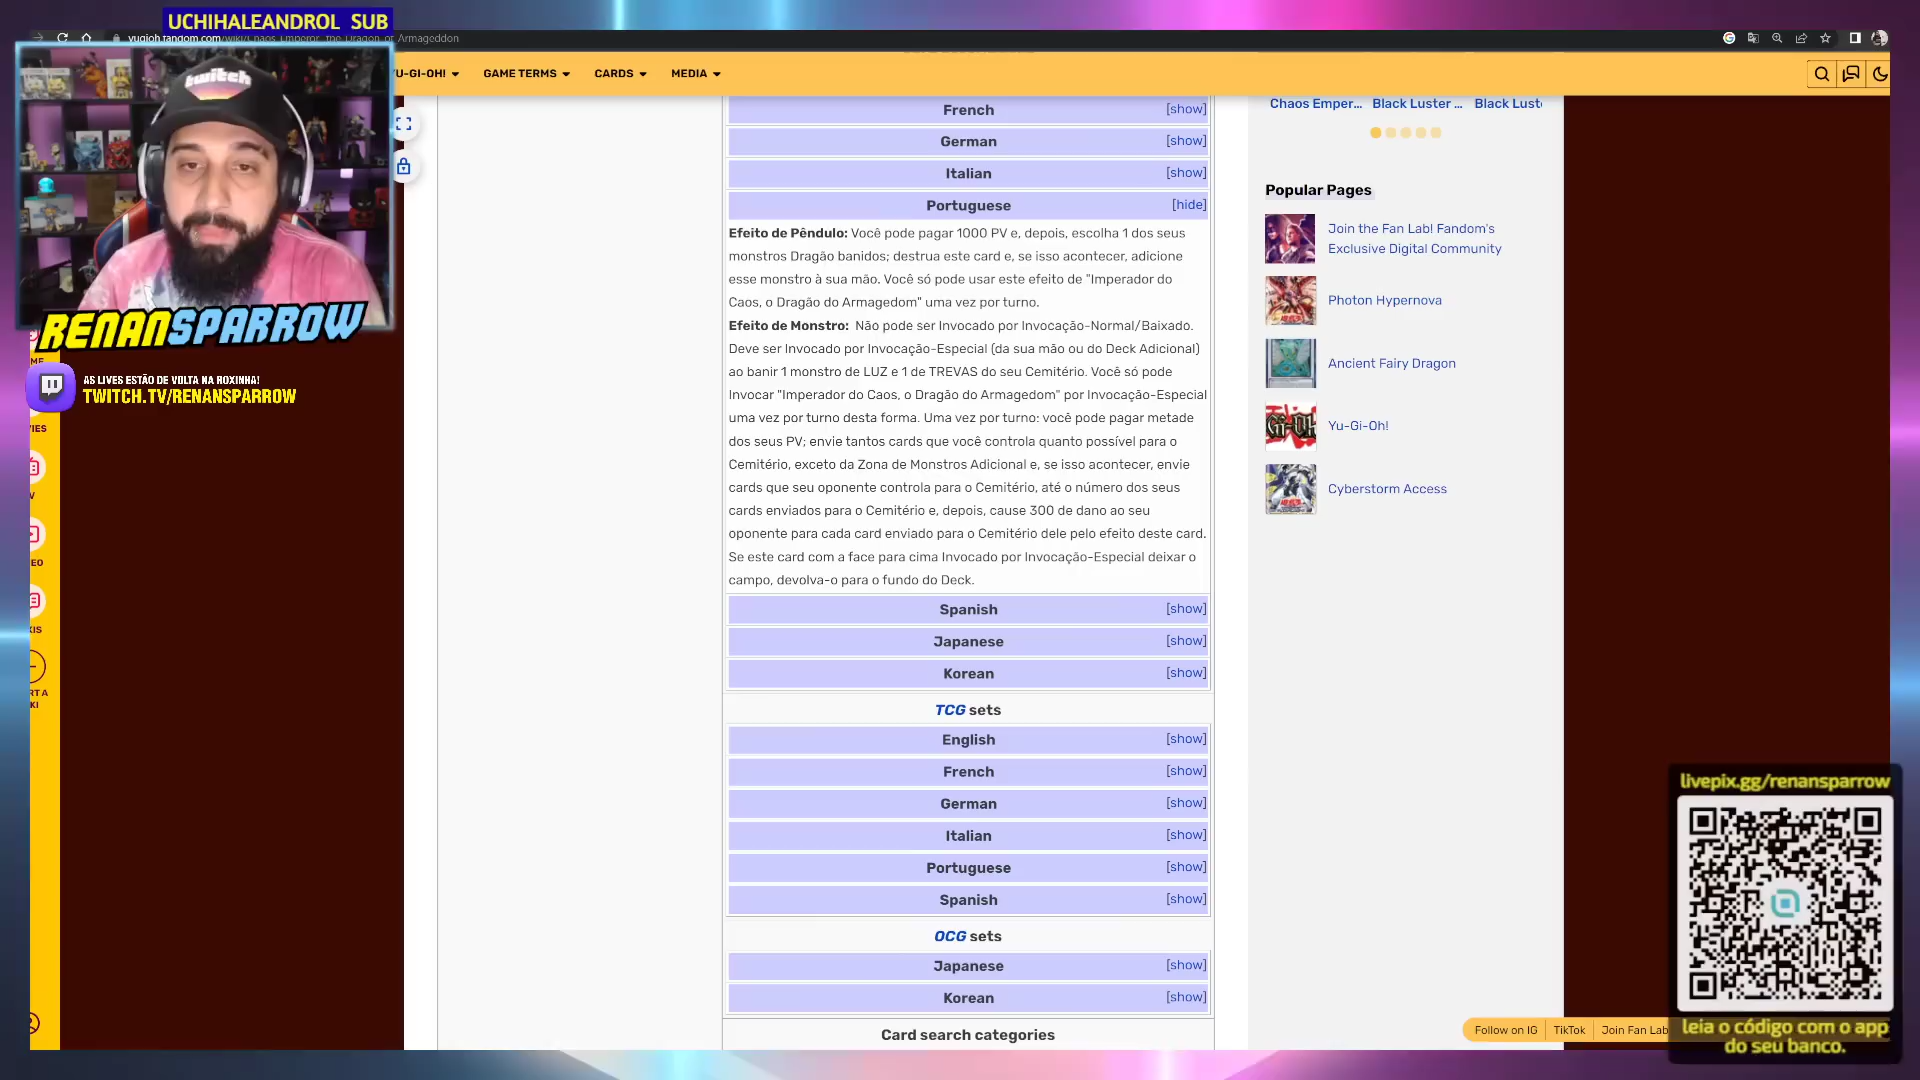 UCHIHALEANDROL SUB
yugioh.fandom.com/wiki/Chaos_Emperor,_the_Dragon_of_Armageddon
YU-GI-OH!
GAME TERMS
CARDS
MEDIA
twitch
RENANSPARROW
AS LIVES ESTÃO DE VOLTA NA ROXINHA!
TWITCH.TV/RENANSPARROW
French [show]
German [show]
Italian [show]
Portuguese [hide]
Efeito de Pêndulo: Você pode pagar 1000 PV e, depois, escolha 1 dos seus
monstros Dragão banidos; destrua este card e, se isso acontecer, adicione
esse monstro à sua mão. Você só pode usar este efeito de "Imperador do
Caos, o Dragão do Armagedom" uma vez por turno.
Efeito de Monstro: Não pode ser Invocado por Invocação-Normal/Baixado.
Deve ser Invocado por Invocação-Especial (da sua mão ou do Deck Adicional)
ao banir 1 monstro de LUZ e 1 de TREVAS do seu Cemitério. Você só pode
Invocar "Imperador do Caos, o Dragão do Armagedom" por Invocação-Especial
uma vez por turno desta forma. Uma vez por turno: você pode pagar metade
dos seus PV; envie tantos cards que você controla quanto possível para o
Cemitério, exceto da Zona de Monstros Adicional e, se isso acontecer, envie
cards que seu oponente controla para o Cemitério, até o número dos seus
cards enviados para o Cemitério e, depois, cause 300 de dano ao seu
oponente para cada card enviado para o Cemitério dele pelo efeito deste card.
Se este card com a face para cima Invocado por Invocação-Especial deixar o
campo, devolva-o para o fundo do Deck.
Spanish [show]
Japanese [show]
Korean [show]
TCG sets
English [show]
French [show]
German [show]
Italian [show]
Portuguese [show]
Spanish [show]
OCG sets
Japanese [show]
Korean [show]
Card search categories
Chaos Emper...
Black Luster ...
Black Lust
Popular Pages
Join the Fan Lab! Fandom's
Exclusive Digital Community
Photon Hypernova
Ancient Fairy Dragon
Yu-Gi-Oh!
Cyberstorm Access
Follow on IG
TikTok
Join Fan Lab
livepix.gg/renansparrow
leia o código com o app
do seu banco.